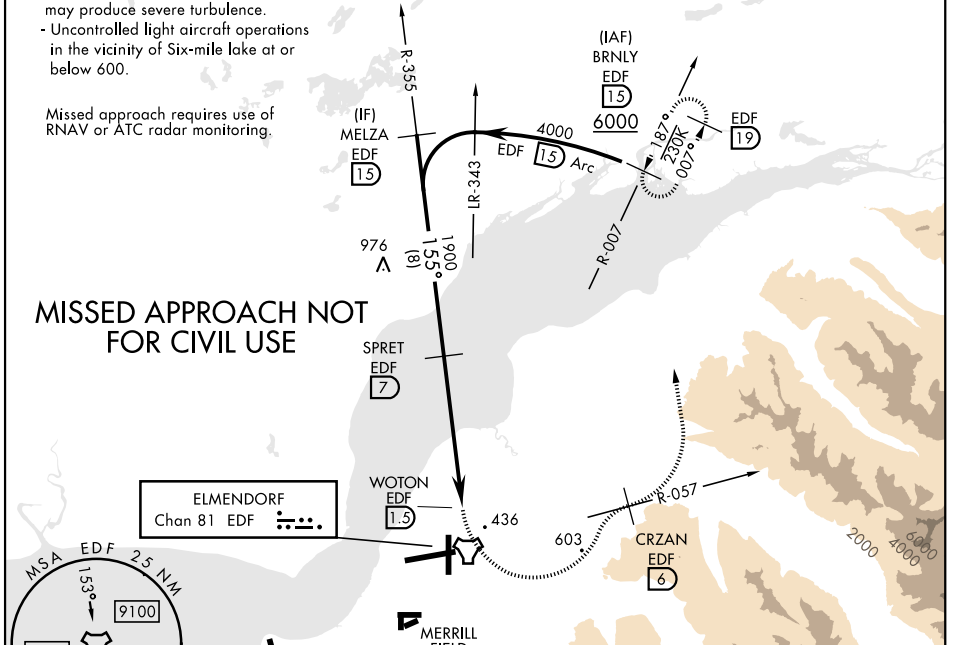 may produce severe turbulence.
- Uncontrolled light aircraft operations
in the vicinity of Six-mile lake at or
below 600.
Missed approach requires use of
RNAV or ATC radar monitoring.
R-355
(IF)
MELZA
EDF
15
LR-343
4000
EDF 15 Arc
(IAF)
BRNLY
EDF
15
6000
187°
230K
007°
EDF
19
R-007
976
1900
155°
(8)
MISSED APPROACH NOT
FOR CIVIL USE
SPRET
EDF
7
ELMENDORF
Chan 81 EDF
WOTON
EDF
1.5
436
603
R-057
CRZAN
EDF
6
2000
4000
6000
MSA EDF 25 NM
153°
9100
MERRILL